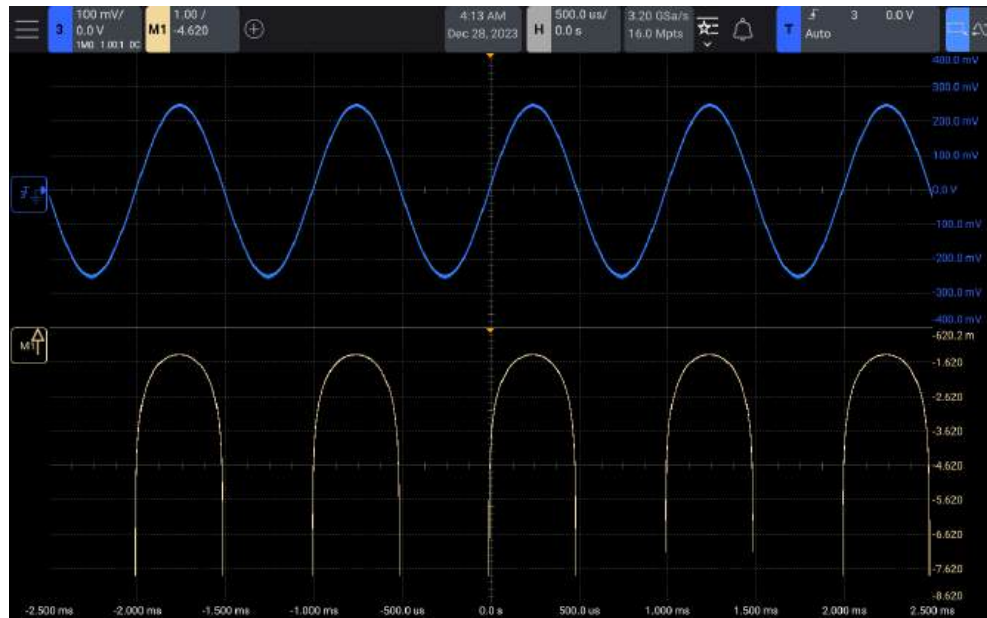 100 mV/
3
0.0 V
1MΩ 1.00:1 DC
1.00 /
M1
-4.620
4:13 AM
Dec 28, 2023
H
500.0 us/
0.0 s
3.20 GSa/s
16.0 Mpts
T
3
0.0 V
Auto
400.0 mV
300.0 mV
200.0 mV
100.0 mV
0.0 V
-100.0 mV
-200.0 mV
-300.0 mV
-400.0 mV
M1
-620.2 m
-1.620
-2.620
-3.620
-4.620
-5.620
-6.620
-7.620
-8.620
-2.500 ms
-2.000 ms
-1.500 ms
-1.000 ms
-500.0 us
0.0 s
500.0 us
1.000 ms
1.500 ms
2.000 ms
2.500 ms